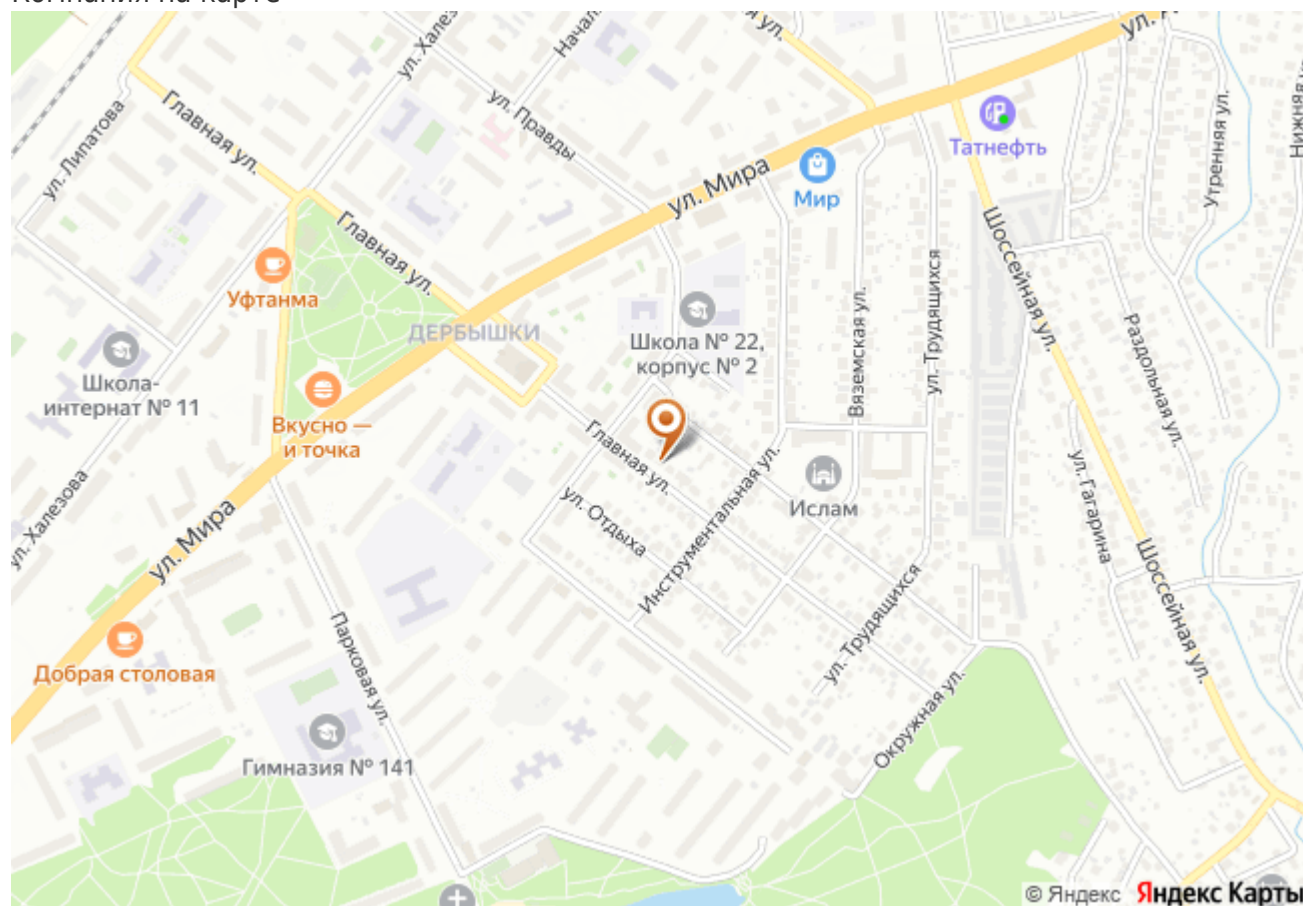 Компания на карте
ул. Халез
Начал
ул.
ул. Д
ул. Липатова
Главная ул.
ул. Правды
Татнефть
Утренняя ул.
Нижняя ул
ул. Мира
Мир
Главная ул.
Шоссейная ул.
Уфтанма
ДЕРБЫШКИ
Школа № 22,
корпус № 2
Вяземская ул.
ул. Трудящихся
Раздольная ул.
Школа-
интернат № 11
Вкусно —
и точка
Главная ул.
Инструментальная ул.
Ислам
ул. Гагарина
ул. Халезова
ул. Мира
ул. Отдыха
Шоссейная ул.
Добрая столовая
Парковая ул.
ул. Трудящихся
Окружная ул.
Гимназия № 141
© Яндекс Яндекс Карты